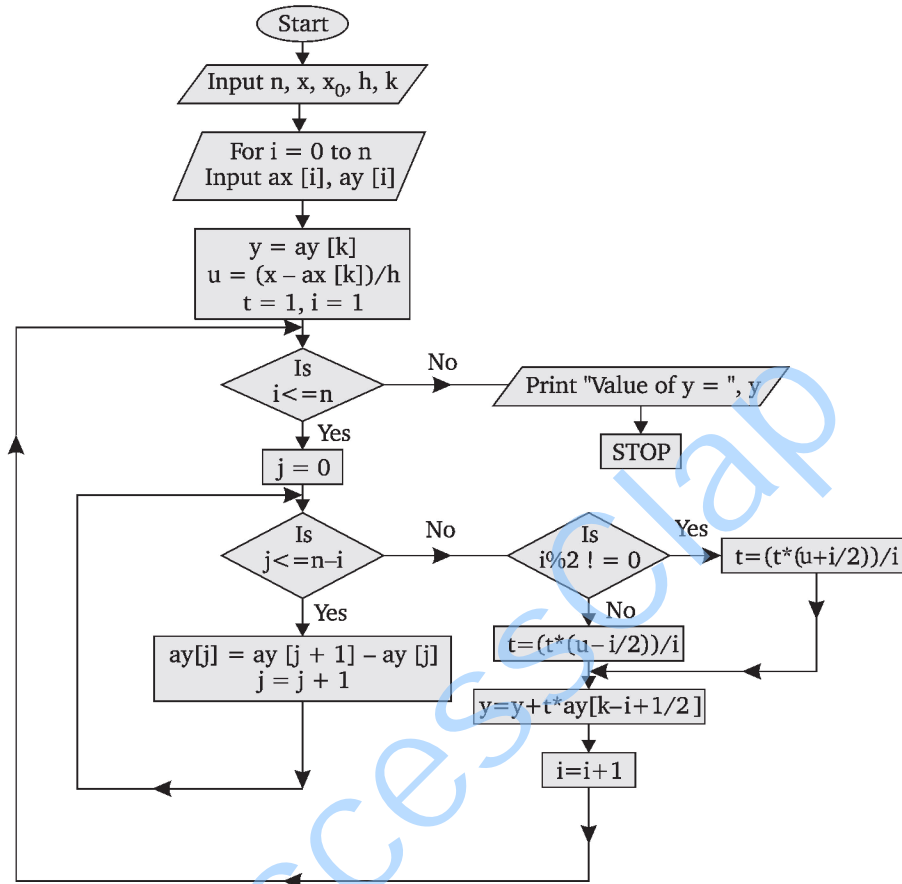 Start
Input n, x, x₀, h, k
For i = 0 to n
Input ax [i], ay [i]
y = ay [k]
u = (x – ax [k])/h
t = 1, i = 1
Is
i<=n
No
Print "Value of y = ", y
STOP
Yes
j = 0
Is
j<=n–i
No
Is
i%2 ! = 0
Yes
t=(t*(u+i/2))/i
Yes
ay[j] = ay [j + 1] – ay [j]
j = j + 1
No
t=(t*(u–i/2))/i
y=y+t*ay[k–i+1/2]
i=i+1
cessClap